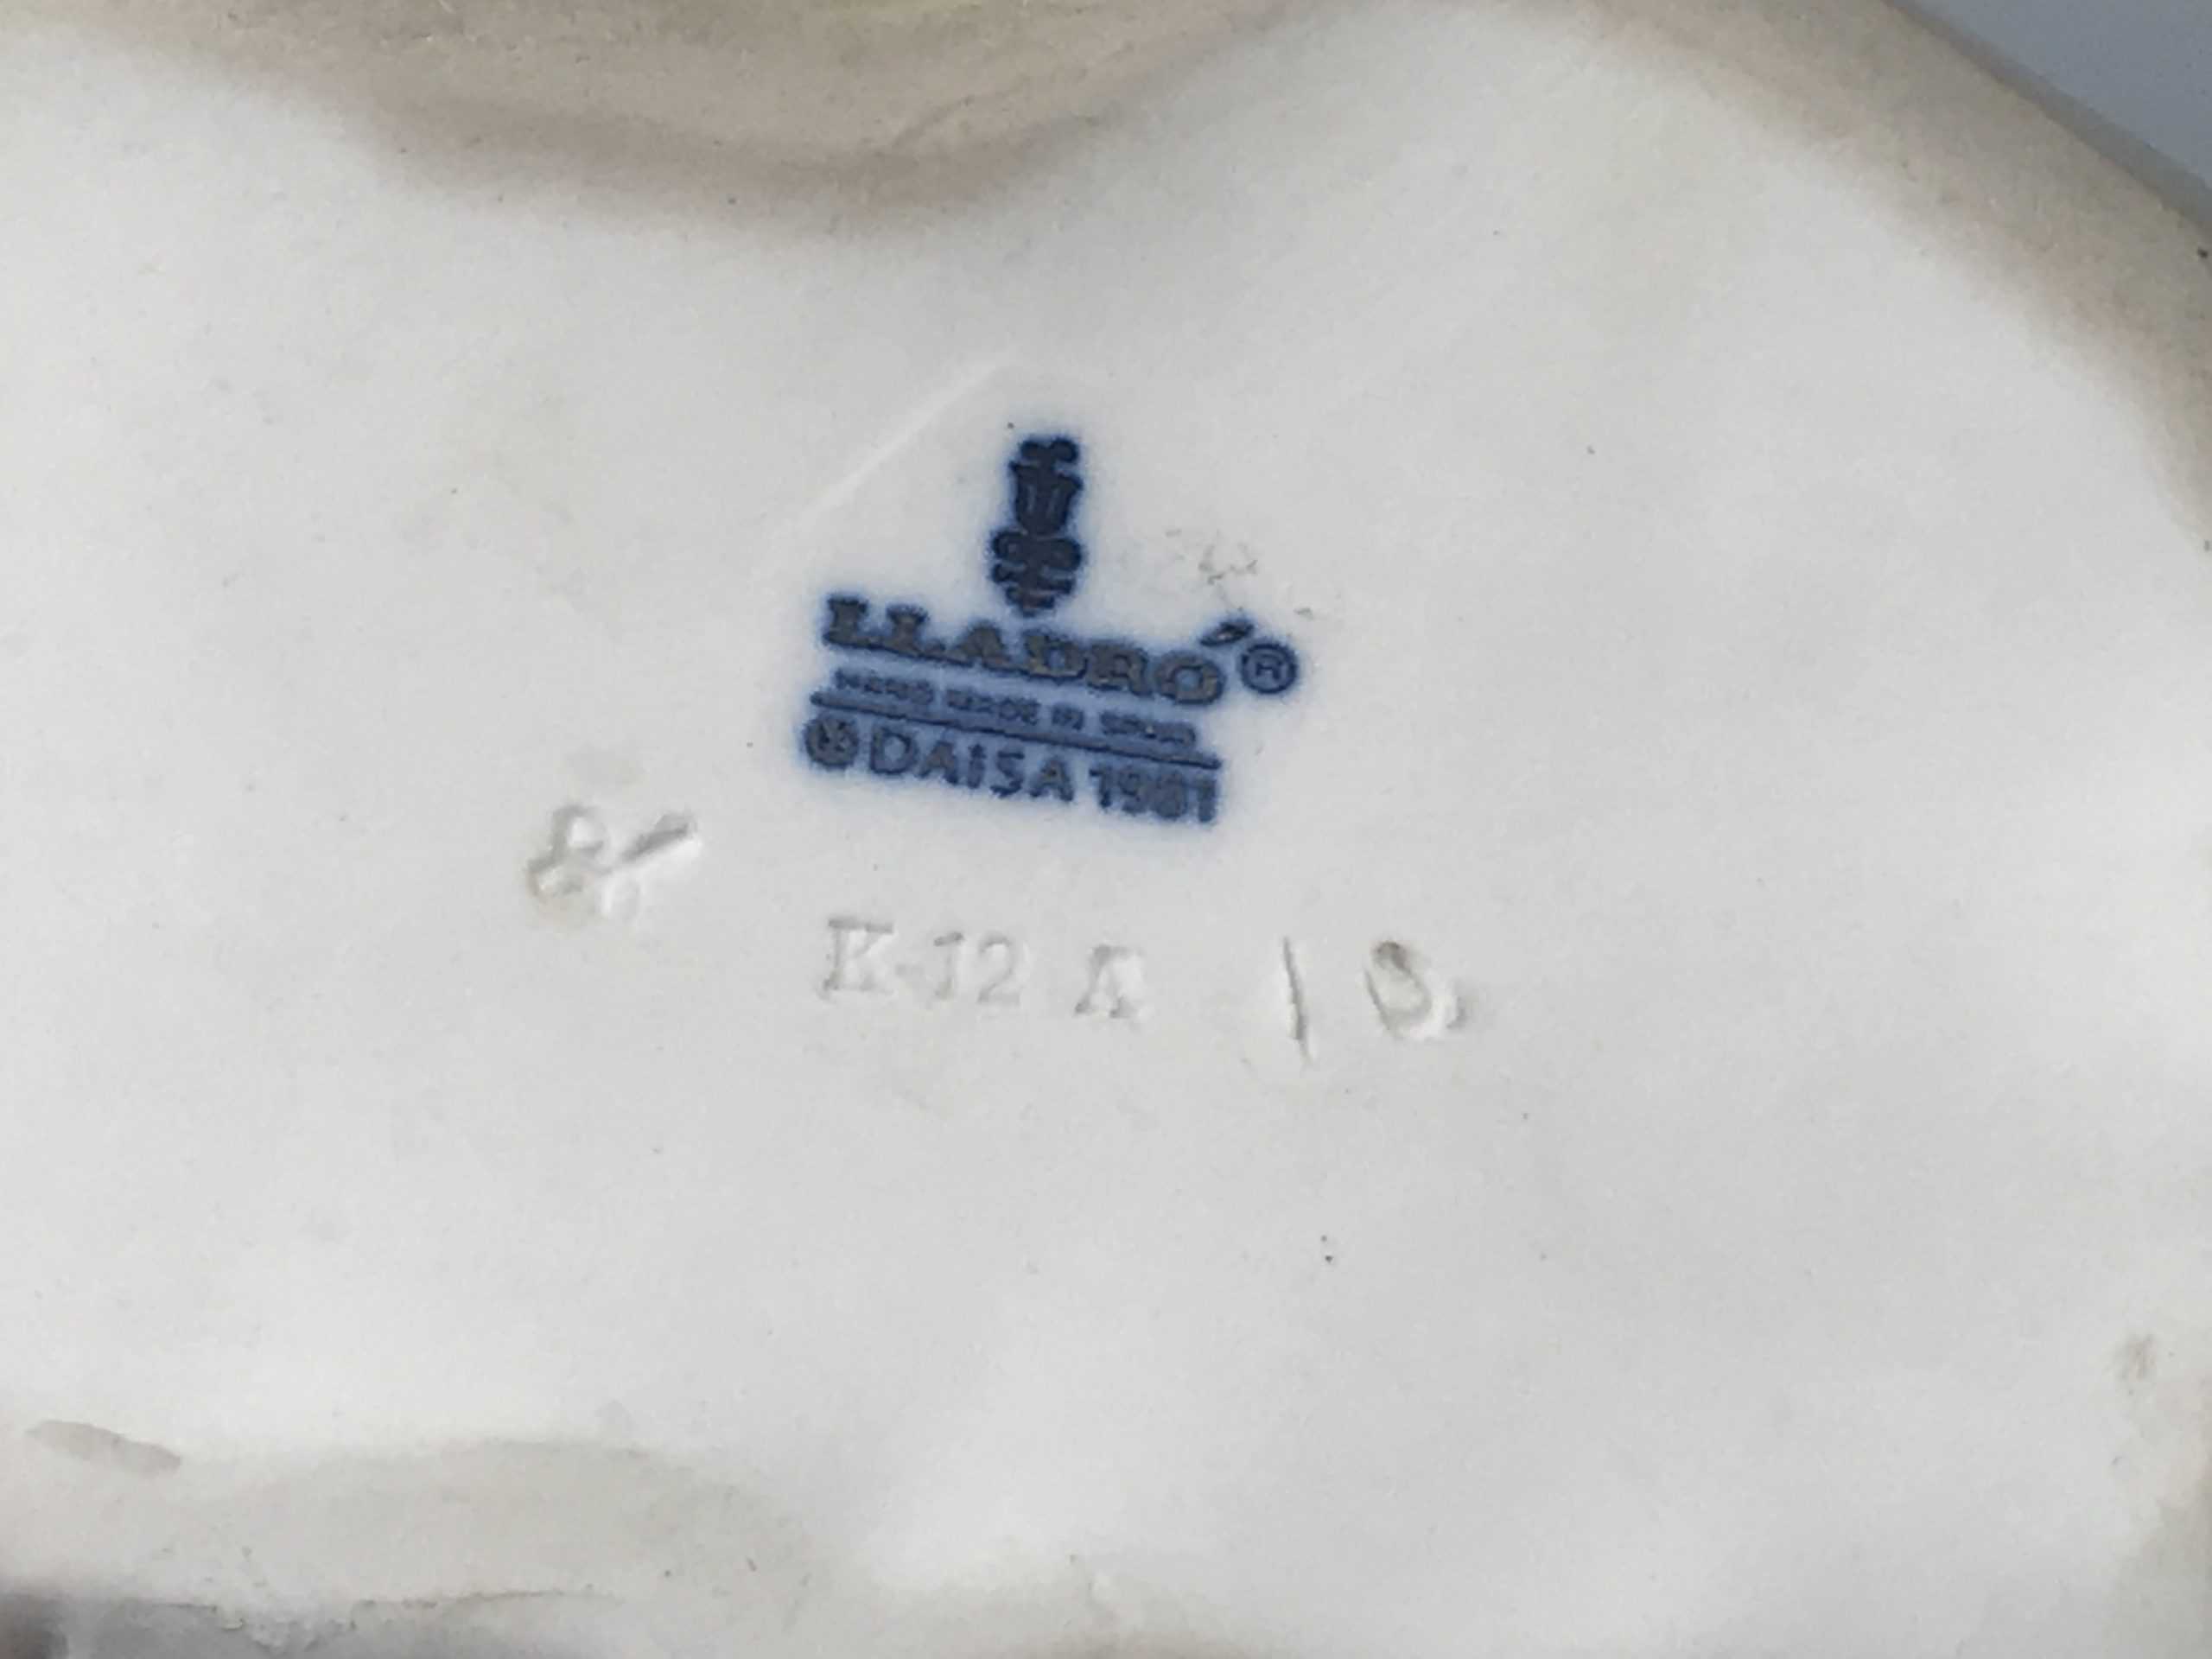 LLADRÓ®
HAND MADE IN SPAIN
© DAISA 1981
K-12 A